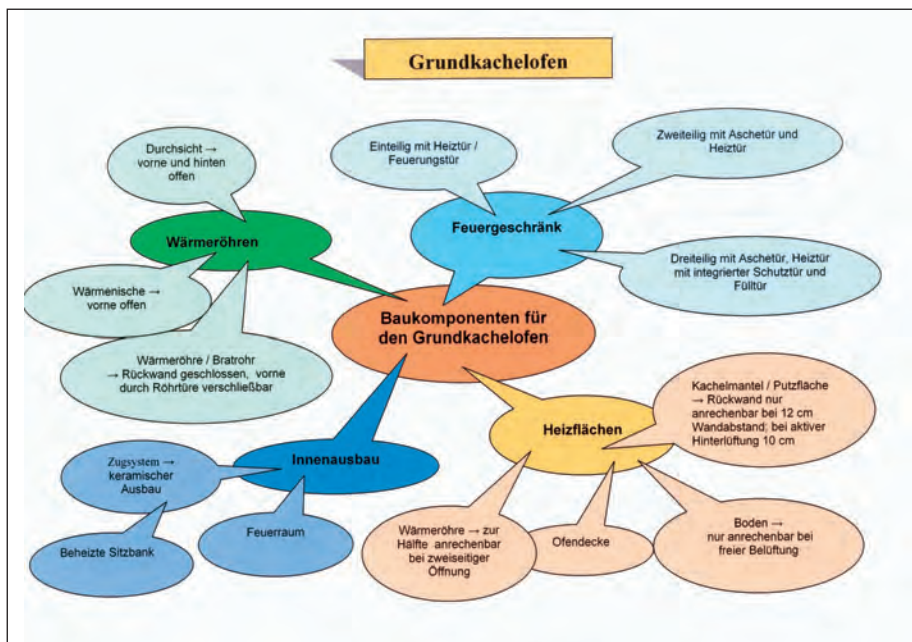 Grundkachelofen
Durchsicht →
vorne und hinten
offen
Einteilig mit Heiztür /
Feuerungstür
Zweiteilig mit Aschetür und
Heiztür
Wärmeröhren
Feuergeschränk
Wärmenische →
vorne offen
Dreiteilig mit Aschetür, Heiztür
mit integrierter Schutztür und
Fülltür
Wärmeröhre / Bratrohr
→ Rückwand geschlossen, vorne
durch Röhrtüre verschließbar
Baukomponenten für
den Grundkachelofen
Kachelmantel / Putzfläche
→ Rückwand nur
anrechenbar bei 12 cm
Wandabstand; bei aktiver
Hinterlüftung 10 cm
Heizflächen
Innenausbau
Zugsystem →
keramischer
Ausbau
Feuerraum
Beheizte Sitzbank
Wärmeröhre → zur
Hälfte anrechenbar
bei zweiseitiger
Öffnung
Ofendecke
Boden →
nur anrechenbar bei
freier Belüftung